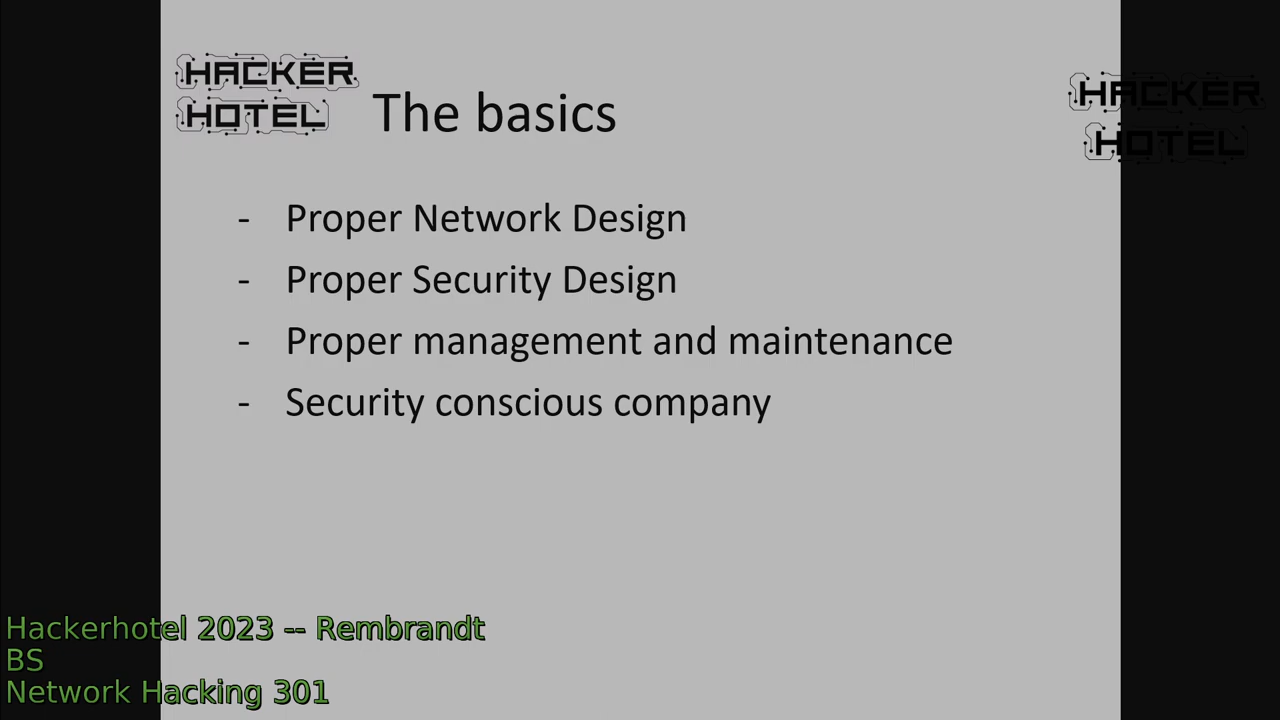 HACKER
HOTEL
The basics
HACKER
HOTEL
- Proper Network Design
- Proper Security Design
- Proper management and maintenance
- Security conscious company
Hackerhotel 2023 -- Rembrandt
BS
Network Hacking 301